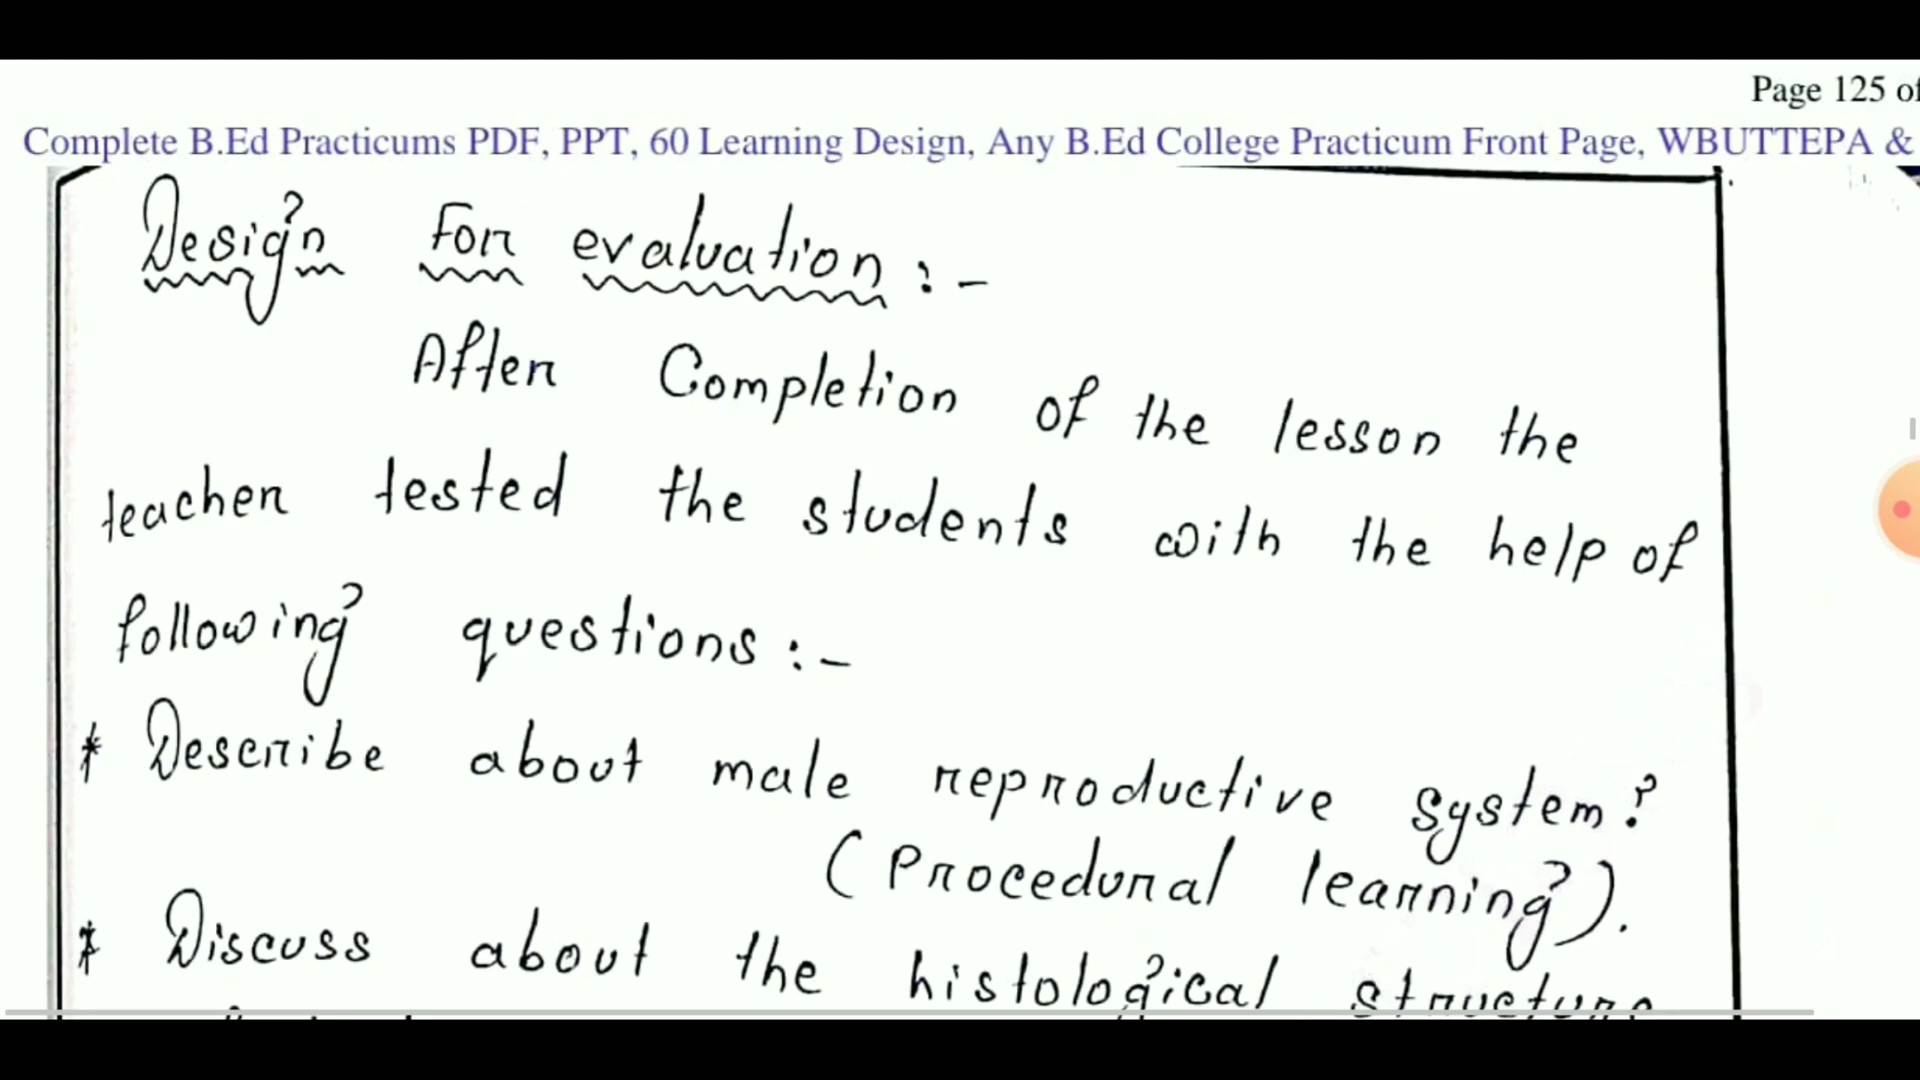 Page 125 of
Complete B.Ed Practicums PDF, PPT, 60 Learning Design, Any B.Ed College Practicum Front Page, WBUTTEPA &
Design For evaluation :-
After Completion of the lesson the
teacher tested the students with the help of
following questions :-
* Describe about male reproductive system?
(Procedural learning).
* Discuss about the histological structure